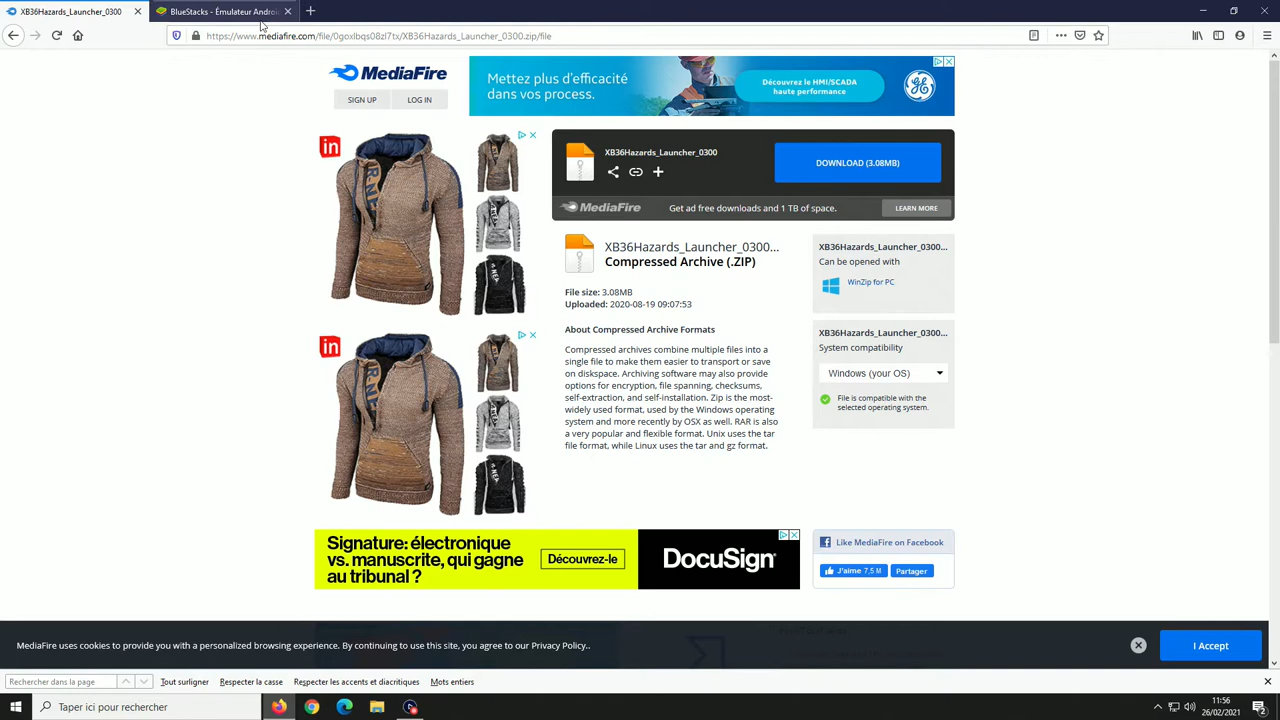 XB36Hazards_Launcher_0300
BlueStacks - Émulateur Androi
https://www.mediafire.com/file/0goxlbqs08zl7tx/XB36Hazards_Launcher_0300.zip/file
MediaFire
SIGN UP
LOG IN
Mettez plus d'efficacité
dans vos process.
Découvrez le HMI/SCADA
haute performance
in
XB36Hazards_Launcher_0300
DOWNLOAD (3.08MB)
MediaFire
Get ad free downloads and 1 TB of space.
LEARN MORE
XB36Hazards_Launcher_0300...
Compressed Archive (.ZIP)
File size: 3.08MB
Uploaded: 2020-08-19 09:07:53
About Compressed Archive Formats
Compressed archives combine multiple files into a
single file to make them easier to transport or save
on diskspace. Archiving software may also provide
options for encryption, file spanning, checksums,
self-extraction, and self-installation. Zip is the most-
widely used format, used by the Windows operating
system and more recently by OSX as well. RAR is also
a very popular and flexible format. Unix uses the tar
file format, while Linux uses the tar and gz format.
XB36Hazards_Launcher_0300...
Can be opened with
WinZip for PC
XB36Hazards_Launcher_0300...
System compatibility
Windows (your OS)
File is compatible with the
selected operating system.
in
Signature: électronique
vs. manuscrite, qui gagne
au tribunal ?
Découvrez-le
DocuSign
Like MediaFire on Facebook
J'aime 7,5 M
Partager
MediaFire uses cookies to provide you with a personalized browsing experience. By continuing to use this site, you agree to our Privacy Policy..
I Accept
Rechercher dans la page
Tout surligner
Respecter la casse
Respecter les accents et diacritiques
Mots entiers
Taper ici pour rechercher
11:56
26/02/2021
2